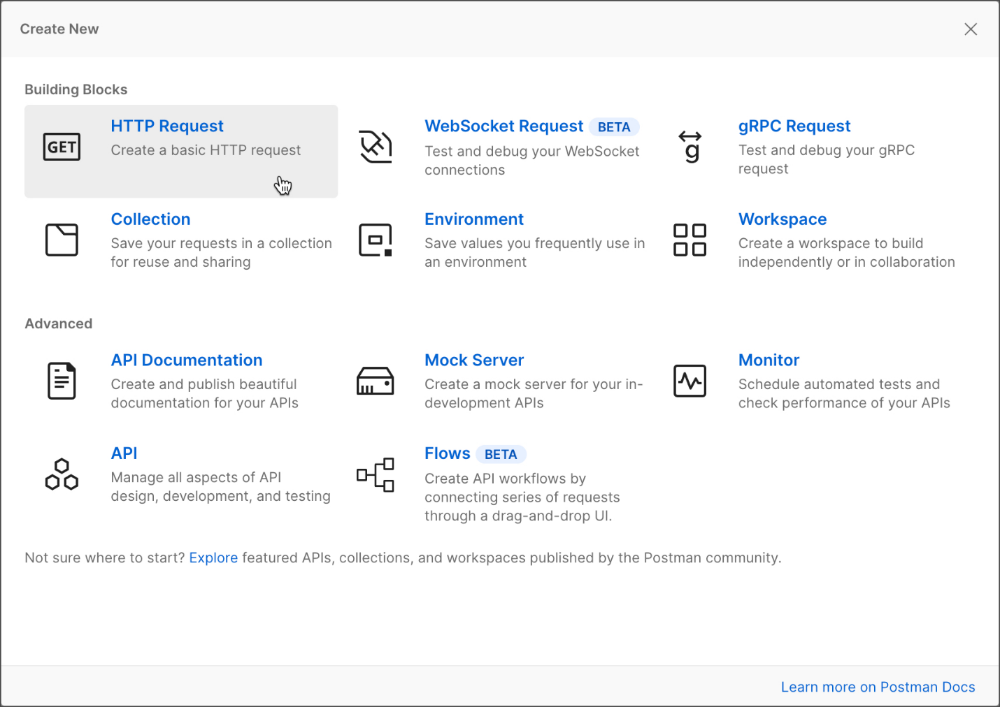 Create New
Building Blocks
GET
HTTP Request
Create a basic HTTP request
WebSocket Request BETA
Test and debug your WebSocket
connections
g
gRPC Request
Test and debug your gRPC
request
Collection
Save your requests in a collection
for reuse and sharing
Environment
Save values you frequently use in
an environment
Workspace
Create a workspace to build
independently or in collaboration
Advanced
API Documentation
Create and publish beautiful
documentation for your APIs
Mock Server
Create a mock server for your in-
development APIs
Monitor
Schedule automated tests and
check performance of your APIs
API
Manage all aspects of API
design, development, and testing
Flows BETA
Create API workflows by
connecting series of requests
through a drag-and-drop UI.
Not sure where to start? Explore featured APIs, collections, and workspaces published by the Postman community.
Learn more on Postman Docs